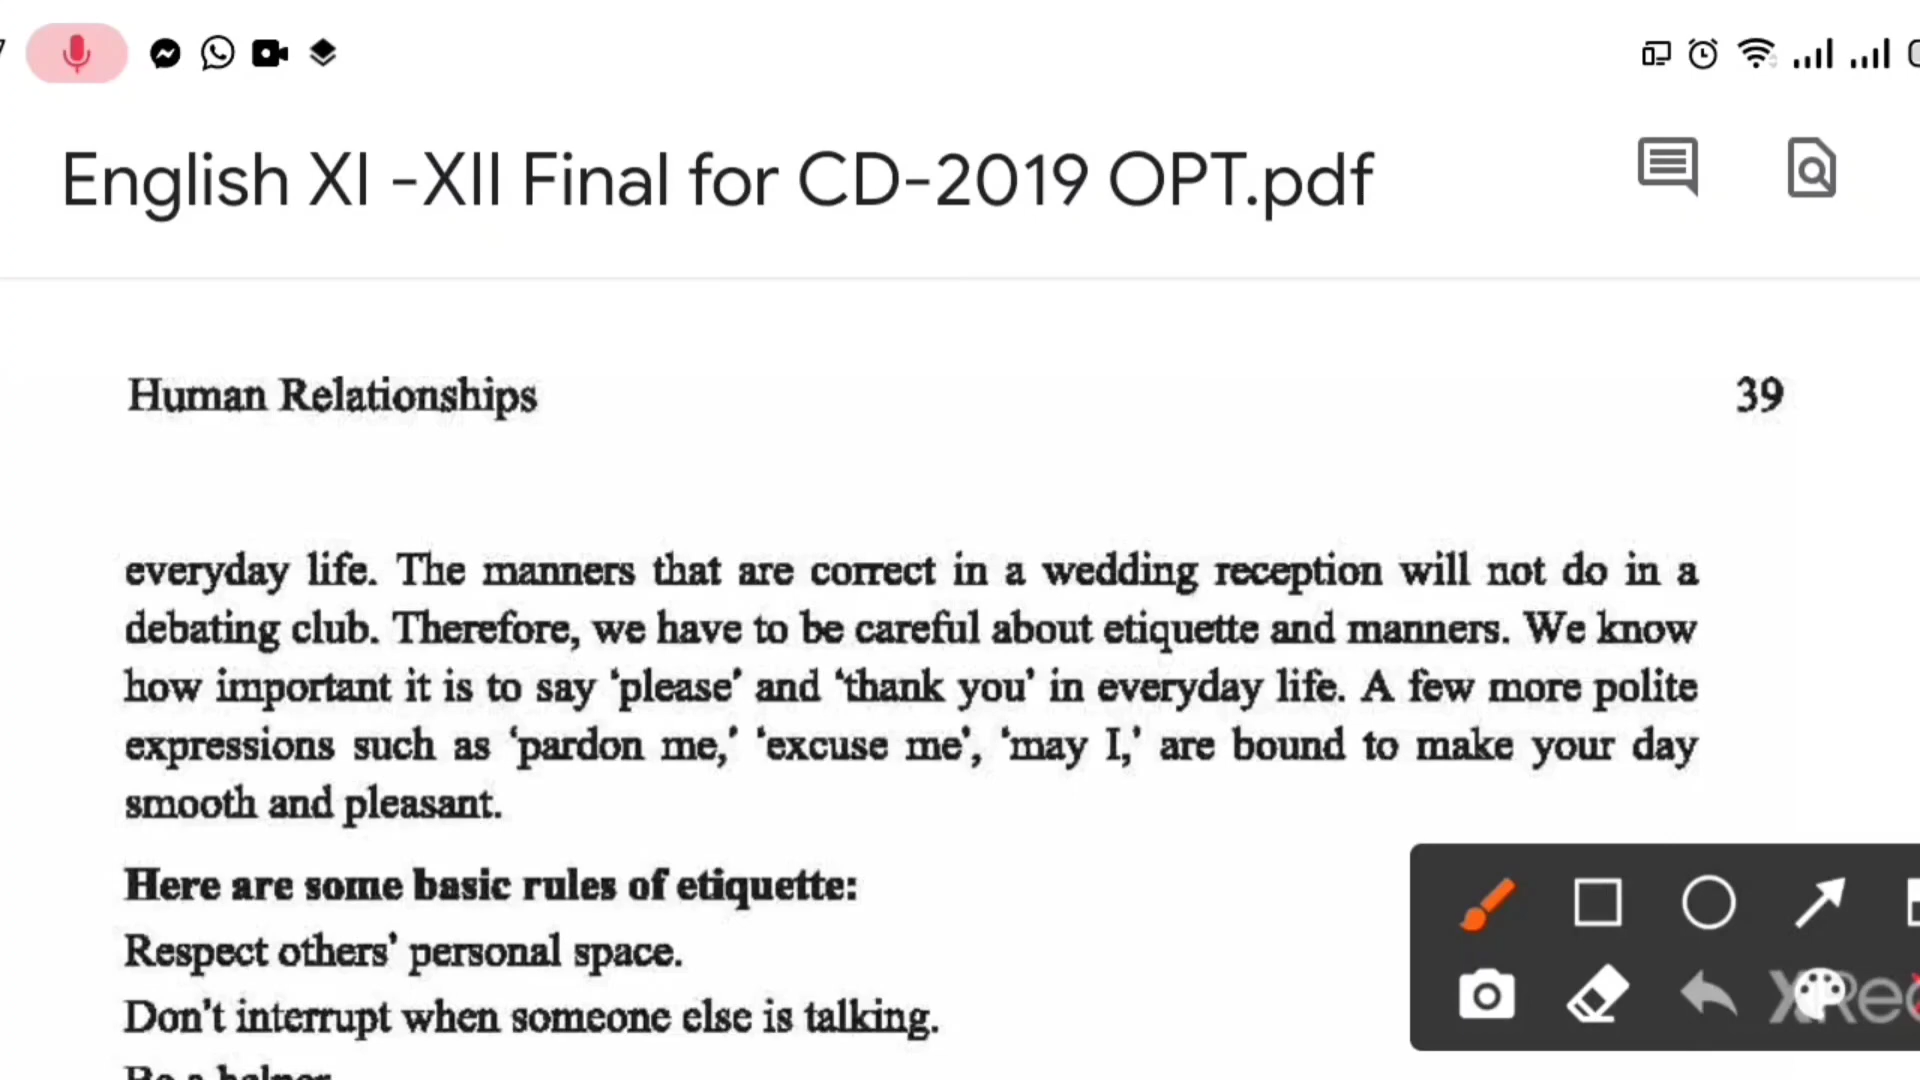 English XI -XII Final for CD-2019 OPT.pdf
Human Relationships 39
everyday life. The manners that are correct in a wedding reception will not do in a
debating club. Therefore, we have to be careful about etiquette and manners. We know
how important it is to say ‘please’ and ‘thank you’ in everyday life. A few more polite
expressions such as ‘pardon me,’ ‘excuse me’, ‘may I,’ are bound to make your day
smooth and pleasant.
Here are some basic rules of etiquette:
Respect others’ personal space.
Don't interrupt when someone else is talking.
Be a helper